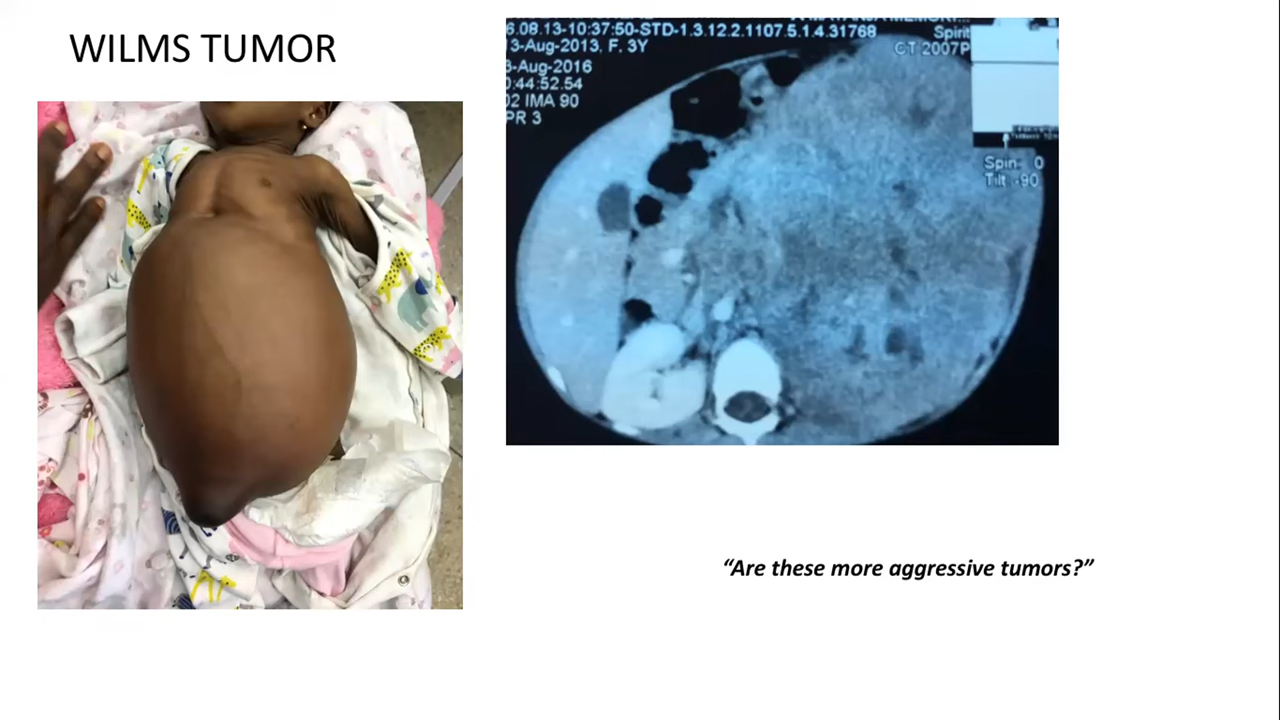 WILMS TUMOR
6.08.13-10:37:50-STD-1.3.12.2.1107.5.1.4.31768
3-Aug-2013, F, 3Y
3-Aug-2016
0:44:52.54
02 IMA 90
PR 3
Spirit
CT 2007P
Spin 0
Tilt -90
“Are these more aggressive tumors?”